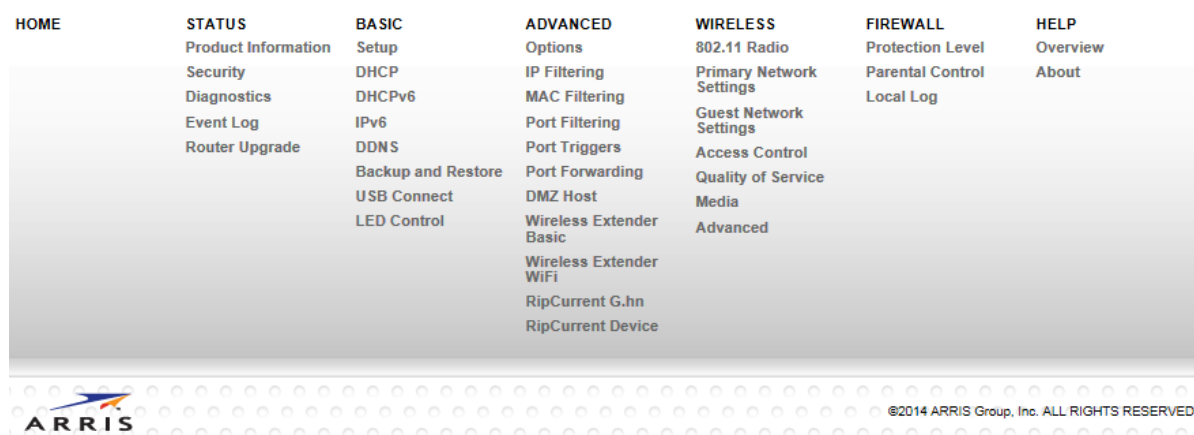 HOME
STATUS
Product Information
Security
Diagnostics
Event Log
Router Upgrade
BASIC
Setup
DHCP
DHCPv6
IPv6
DDNS
Backup and Restore
USB Connect
LED Control
ADVANCED
Options
IP Filtering
MAC Filtering
Port Filtering
Port Triggers
Port Forwarding
DMZ Host
Wireless Extender
Basic
Wireless Extender
WiFi
RipCurrent G.hn
RipCurrent Device
WIRELESS
802.11 Radio
Primary Network
Settings
Guest Network
Settings
Access Control
Quality of Service
Media
Advanced
FIREWALL
Protection Level
Parental Control
Local Log
HELP
Overview
About
ARRIS
©2014 ARRIS Group, Inc. ALL RIGHTS RESERVED